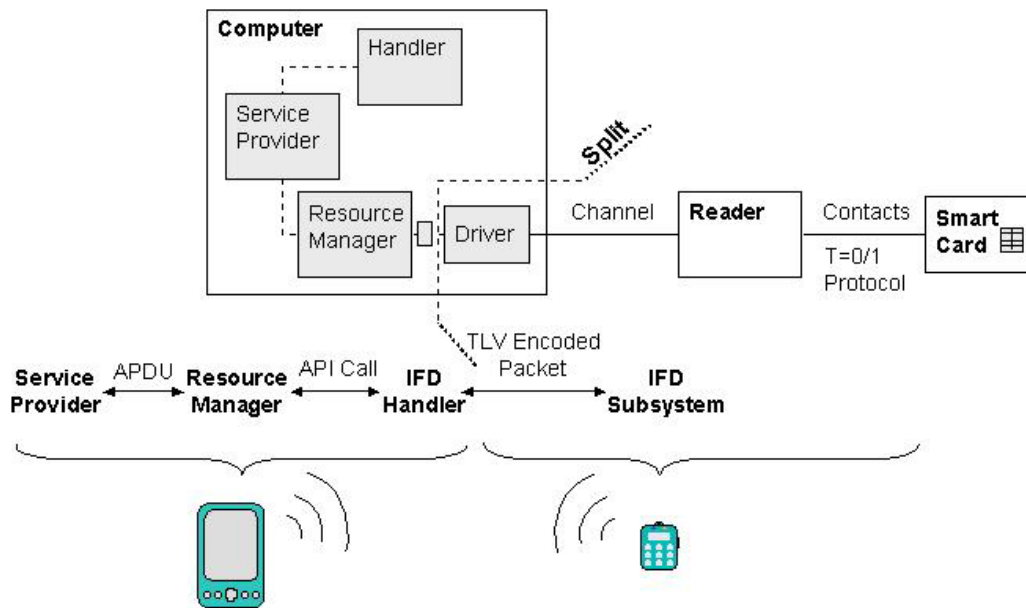 Computer
Handler
Service
Provider
Split
Resource
Manager
Driver
Channel
Reader
Contacts
T=0/1
Protocol
Smart
Card
TLV Encoded
Packet
Service
Provider
APDU
Resource
Manager
API Call
IFD
Handler
IFD
Subsystem